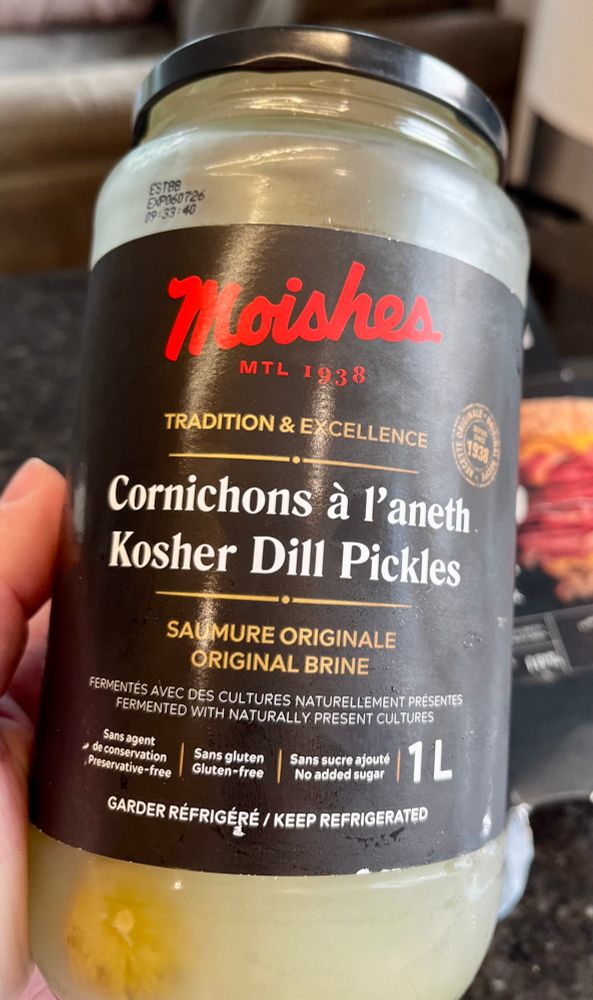 EST88
EXP060726
09:33:40
Moishes
MTL 1938
TRADITION & EXCELLENCE
1938
Cornichons à l'aneth
Kosher Dill Pickles
SAUMURE ORIGINALE
ORIGINAL BRINE
FERMENTÉS AVEC DES CULTURES NATURELLEMENT PRÉSENTES
FERMENTED WITH NATURALLY PRESENT CULTURES
Sans agent
de conservation
Preservative-free
Sans gluten
Gluten-free
Sans sucre ajouté
No added sugar
1L
GARDER RÉFRIGÉRÉ / KEEP REFRIGERATED